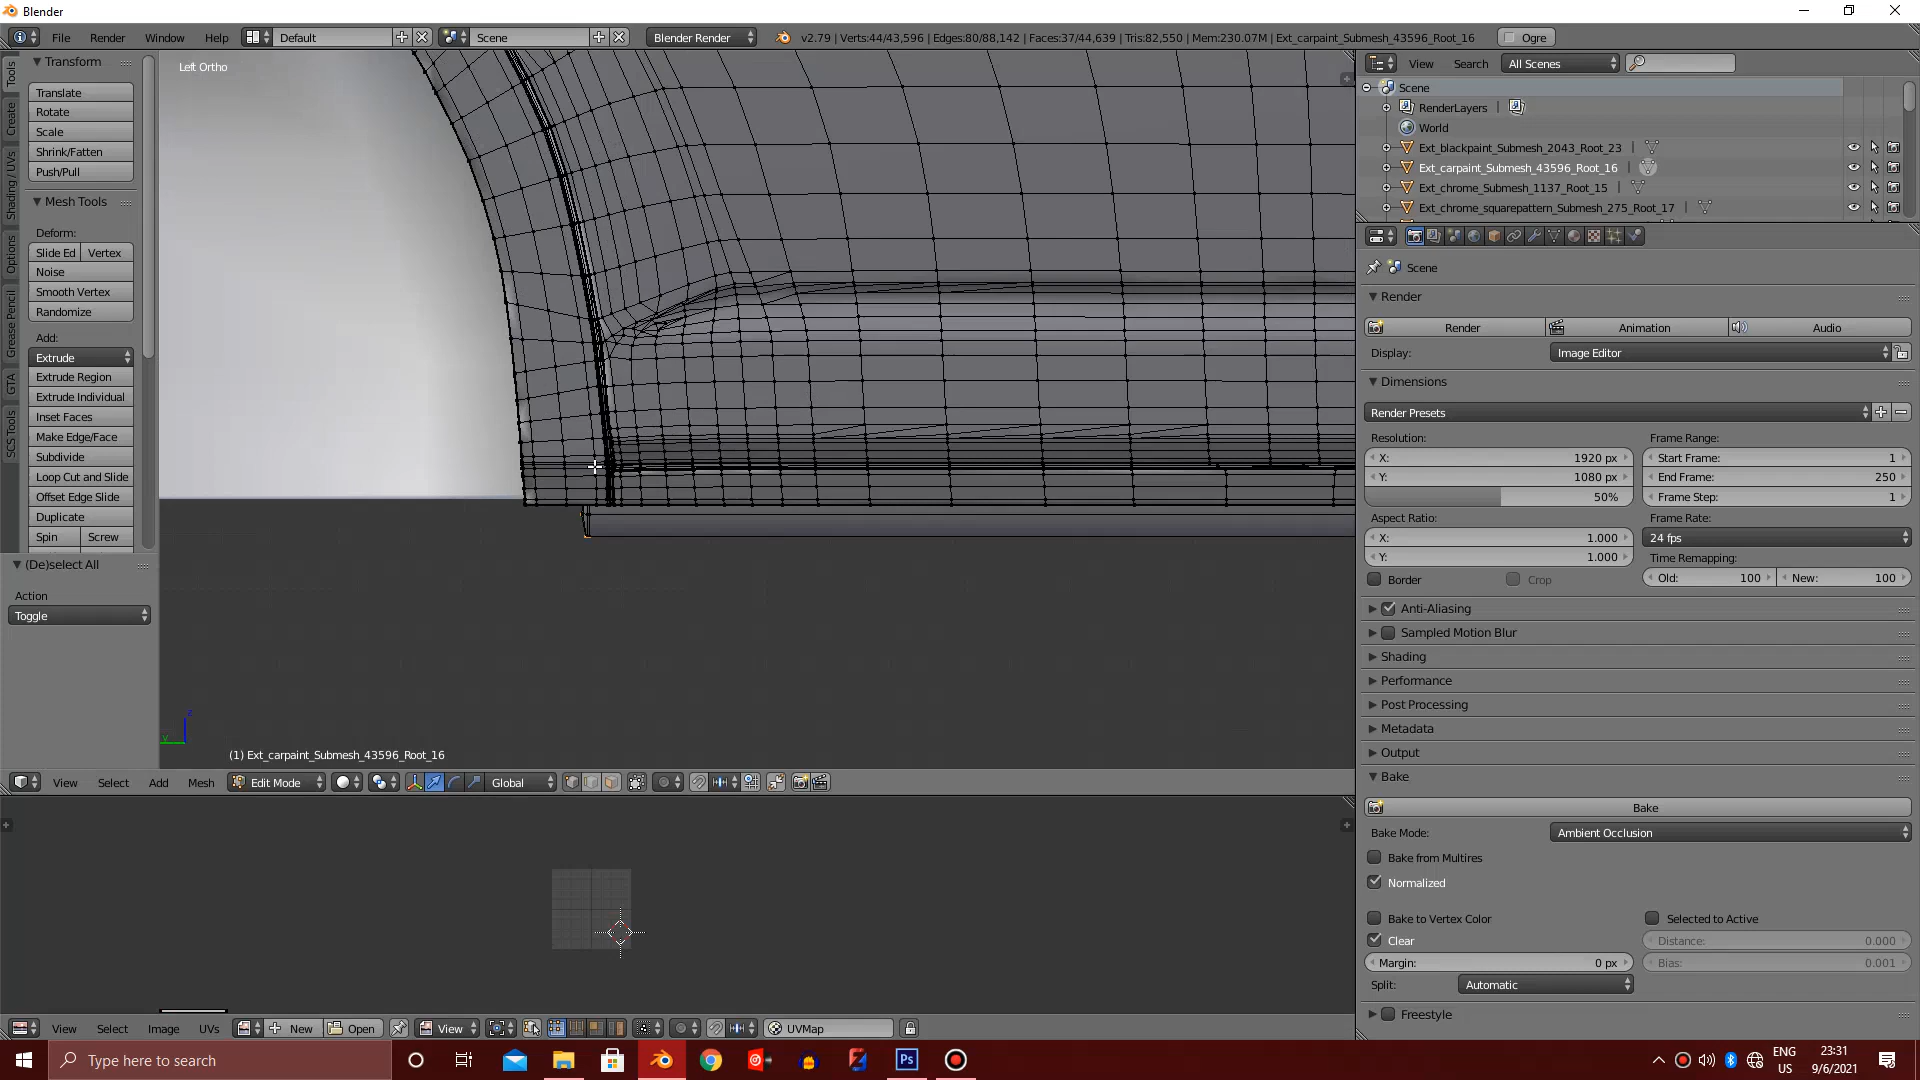 Blender
File Render Window Help Default Scene Blender Render v2.79 | Verts:44/43,596 | Edges:80/88,142 | Faces:37/44,639 | Tris:82,550 | Mem:230.07M | Ext_carpaint_Submesh_43596_Root_16 Ogre
Tools
Create
Shading / UVs
Options
Grease Pencil
GTA
SCS Tools
Transform
Translate
Rotate
Scale
Shrink/Fatten
Push/Pull
Mesh Tools
Deform:
Slide Ed Vertex
Noise
Smooth Vertex
Randomize
Add:
Extrude
Extrude Region
Extrude Individual
Inset Faces
Make Edge/Face
Subdivide
Loop Cut and Slide
Offset Edge Slide
Duplicate
Spin Screw
(De)select All
Action
Toggle
Left Ortho
z
y
(1) Ext_carpaint_Submesh_43596_Root_16
View Select Add Mesh Edit Mode Global
View Select Image UVs New Open View UVMap
View Search All Scenes
Scene
RenderLayers |
World
Ext_blackpaint_Submesh_2043_Root_23
Ext_carpaint_Submesh_43596_Root_16
Ext_chrome_Submesh_1137_Root_15
Ext_chrome_squarepattern_Submesh_275_Root_17
Scene
Render
Render Animation Audio
Display: Image Editor
Dimensions
Render Presets
Resolution: Frame Range:
X: 1920 px Start Frame: 1
Y: 1080 px End Frame: 250
50% Frame Step: 1
Aspect Ratio: Frame Rate:
X: 1.000 24 fps
Y: 1.000 Time Remapping:
Border Crop Old: 100 New: 100
Anti-Aliasing
Sampled Motion Blur
Shading
Performance
Post Processing
Metadata
Output
Bake
Bake
Bake Mode: Ambient Occlusion
Bake from Multires
Normalized
Bake to Vertex Color Selected to Active
Clear Distance: 0.000
Margin: 0 px Bias: 0.001
Split: Automatic
Freestyle
Type here to search
Ps
ENG
US
23:31
9/6/2021